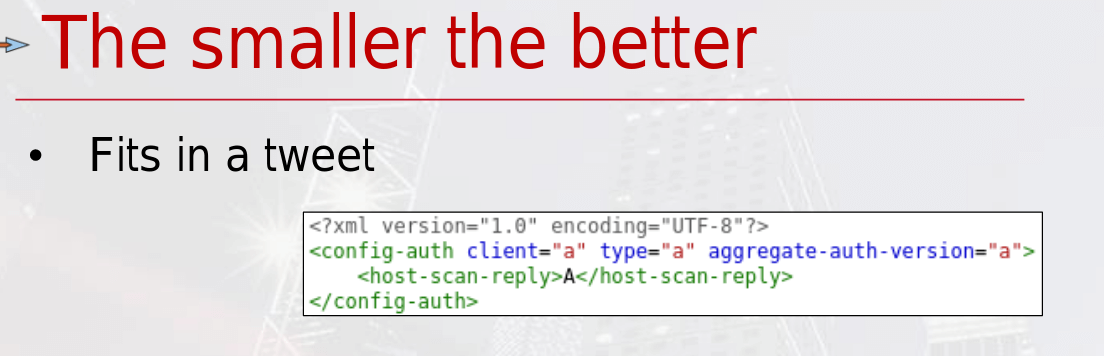 The smaller the better
• Fits in a tweet
<?xml version="1.0" encoding="UTF-8"?>
<config-auth client="a" type="a" aggregate-auth-version="a">
    <host-scan-reply>A</host-scan-reply>
</config-auth>